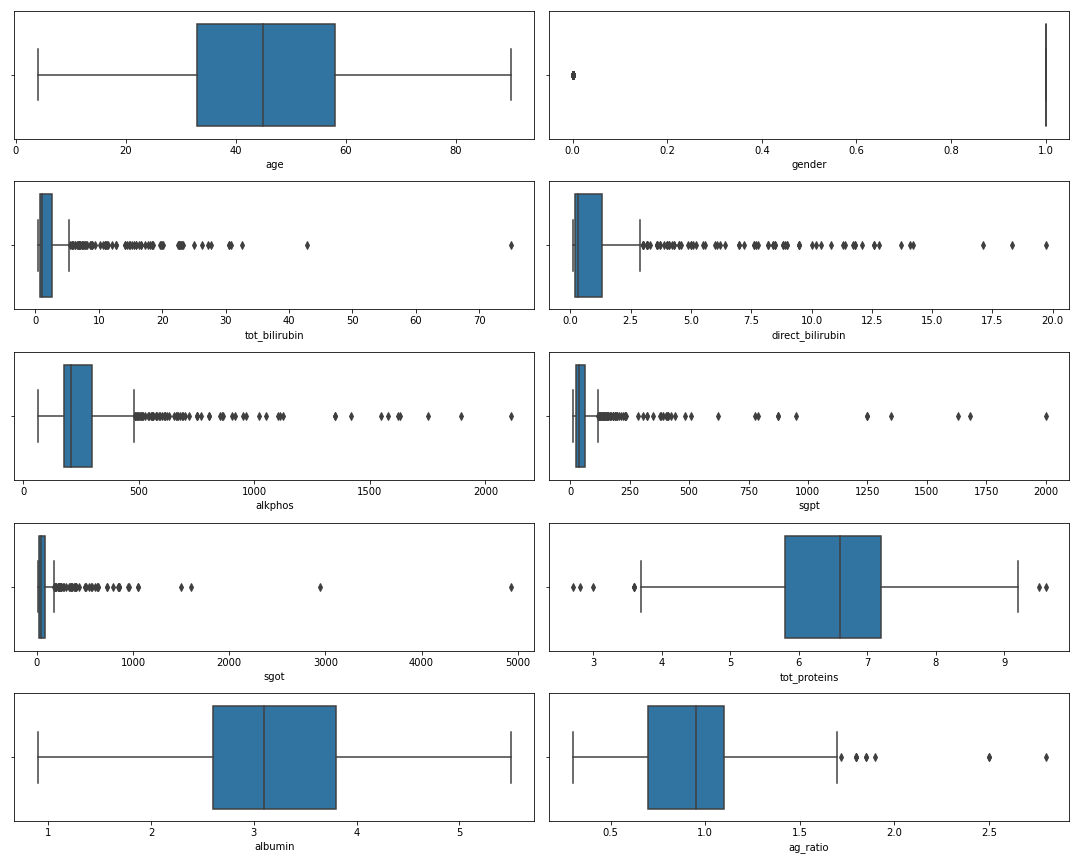 0 20 40 60 80
age
0.0 0.2 0.4 0.6 0.8 1.0
gender
0 10 20 30 40 50 60 70
tot_bilirubin
0.0 2.5 5.0 7.5 10.0 12.5 15.0 17.5 20.0
direct_bilirubin
0 500 1000 1500 2000
alkphos
0 250 500 750 1000 1250 1500 1750 2000
sgpt
0 1000 2000 3000 4000 5000
sgot
3 4 5 6 7 8 9
tot_proteins
1 2 3 4 5
albumin
0.5 1.0 1.5 2.0 2.5
ag_ratio